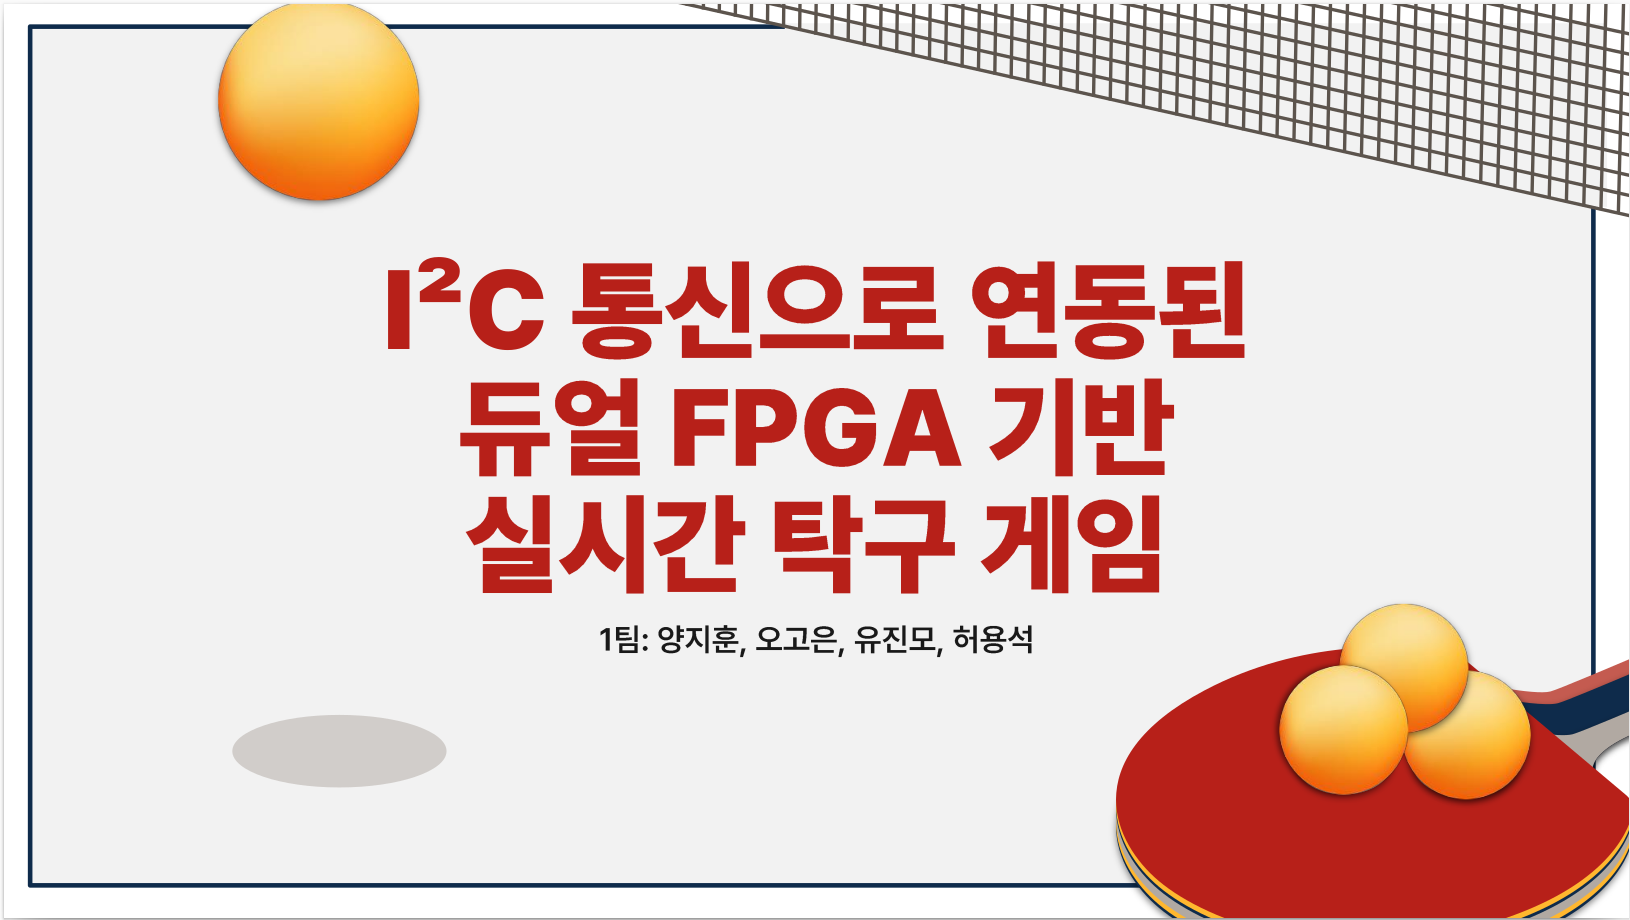 I²C 통신으로 연동된
듀얼 FPGA 기반
실시간 탁구 게임
1팀: 양지훈, 오고은, 유진모, 허용석